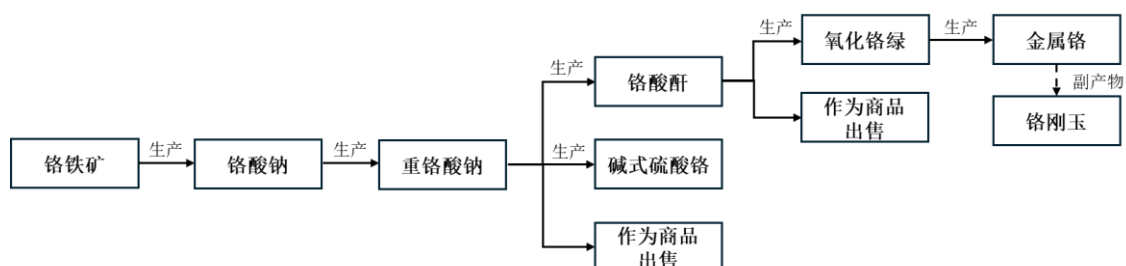 生产
氧化铬绿
生产
金属铬
生产
铬酸酐
副产物
作为商品
出售
铬刚玉
铬铁矿
生产
铬酸钠
生产
重铬酸钠
生产
碱式硫酸铬
作为商品
出售